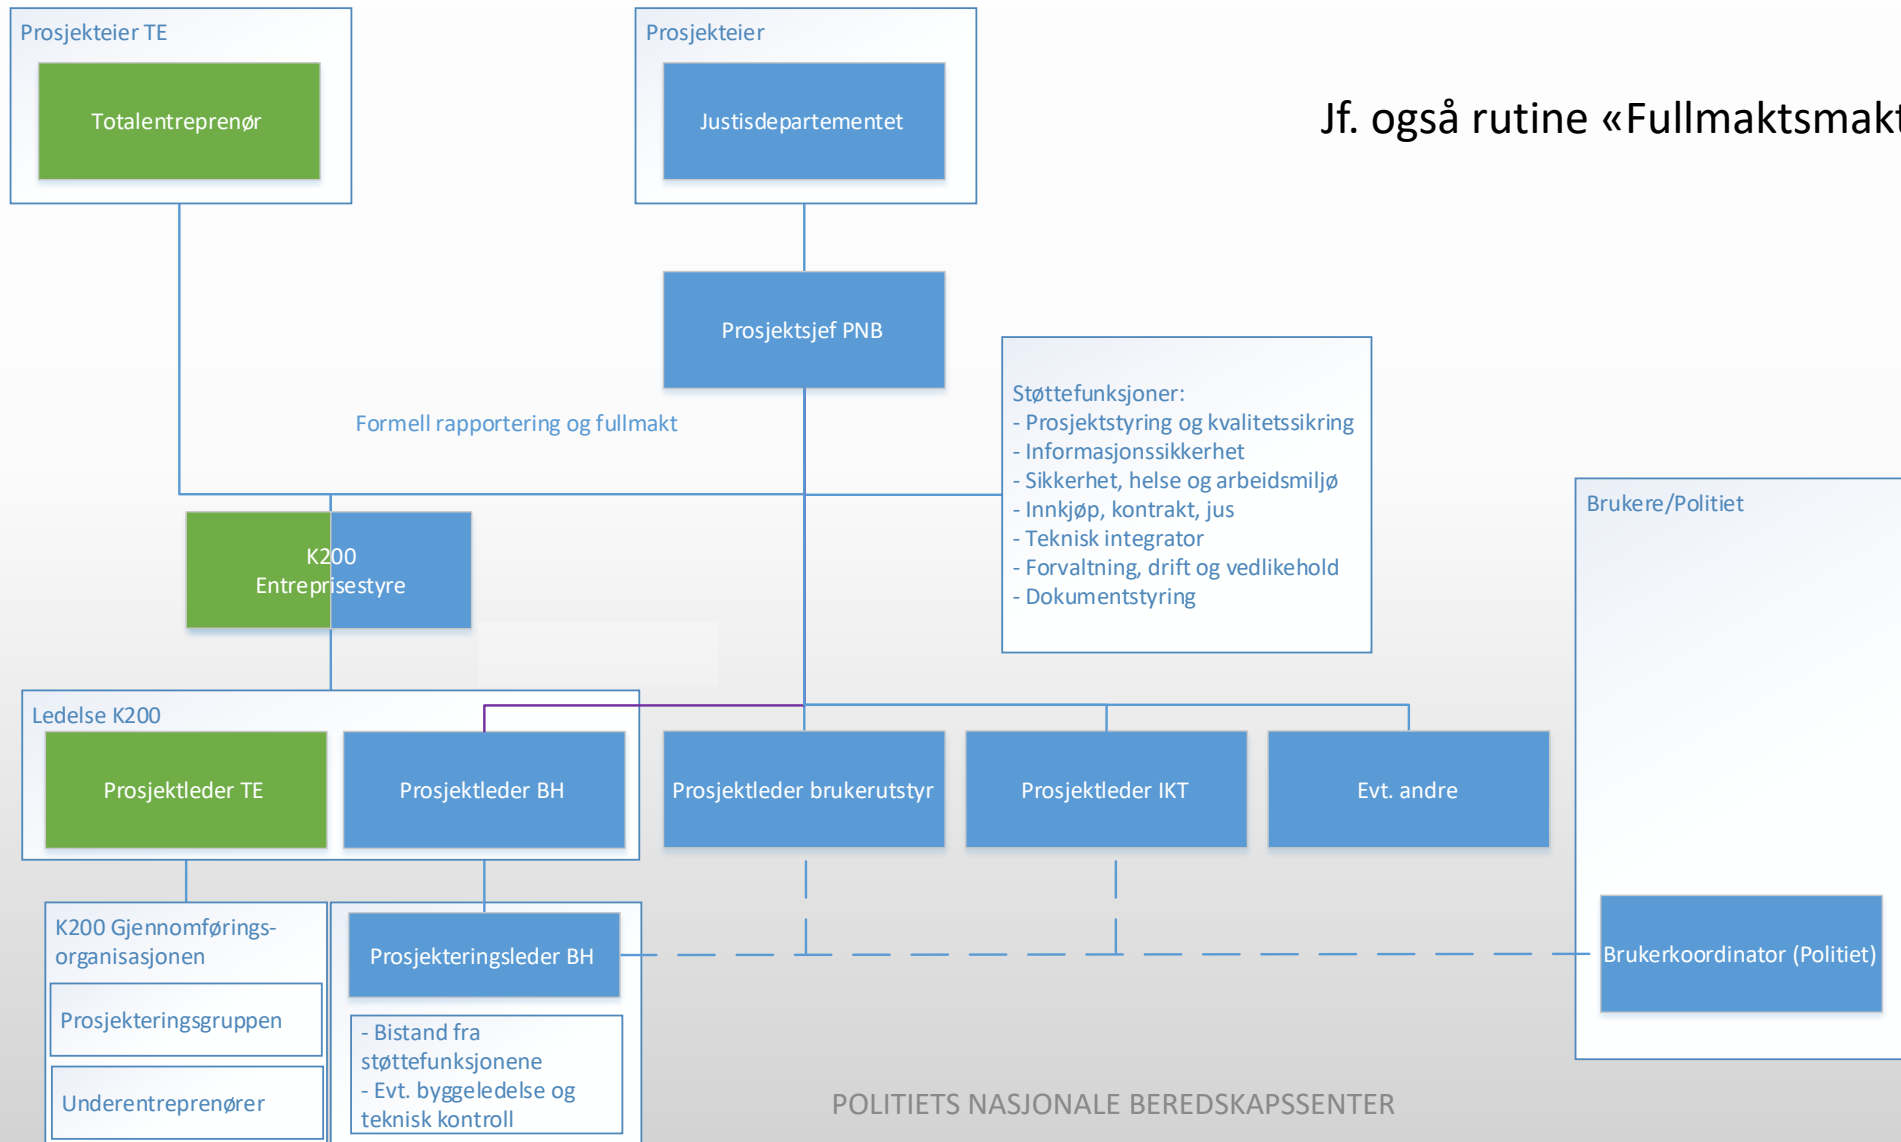 Prosjekteier TE
Totalentreprenør
Prosjekteier
Justisdepartementet
Jf. også rutine «Fullmaktsmakt
Prosjektsjef PNB
Formell rapportering og fullmakt
Støttefunksjoner:
- Prosjektstyring og kvalitetssikring
- Informasjonssikkerhet
- Sikkerhet, helse og arbeidsmiljø
- Innkjøp, kontrakt, jus
- Teknisk integrator
- Forvaltning, drift og vedlikehold
- Dokumentstyring
Brukere/Politiet
K200
Entreprisestyre
Ledelse K200
Prosjektleder TE
Prosjektleder BH
Prosjektleder brukerutstyr
Prosjektleder IKT
Evt. andre
K200 Gjennomførings-
organisasjonen
Prosjekteringsgruppen
Underentreprenører
Prosjekteringsleder BH
- Bistand fra
støttefunksjonene
- Evt. byggeledelse og
teknisk kontroll
Brukerkoordinator (Politiet)
POLITIETS NASJONALE BEREDSKAPSSENTER